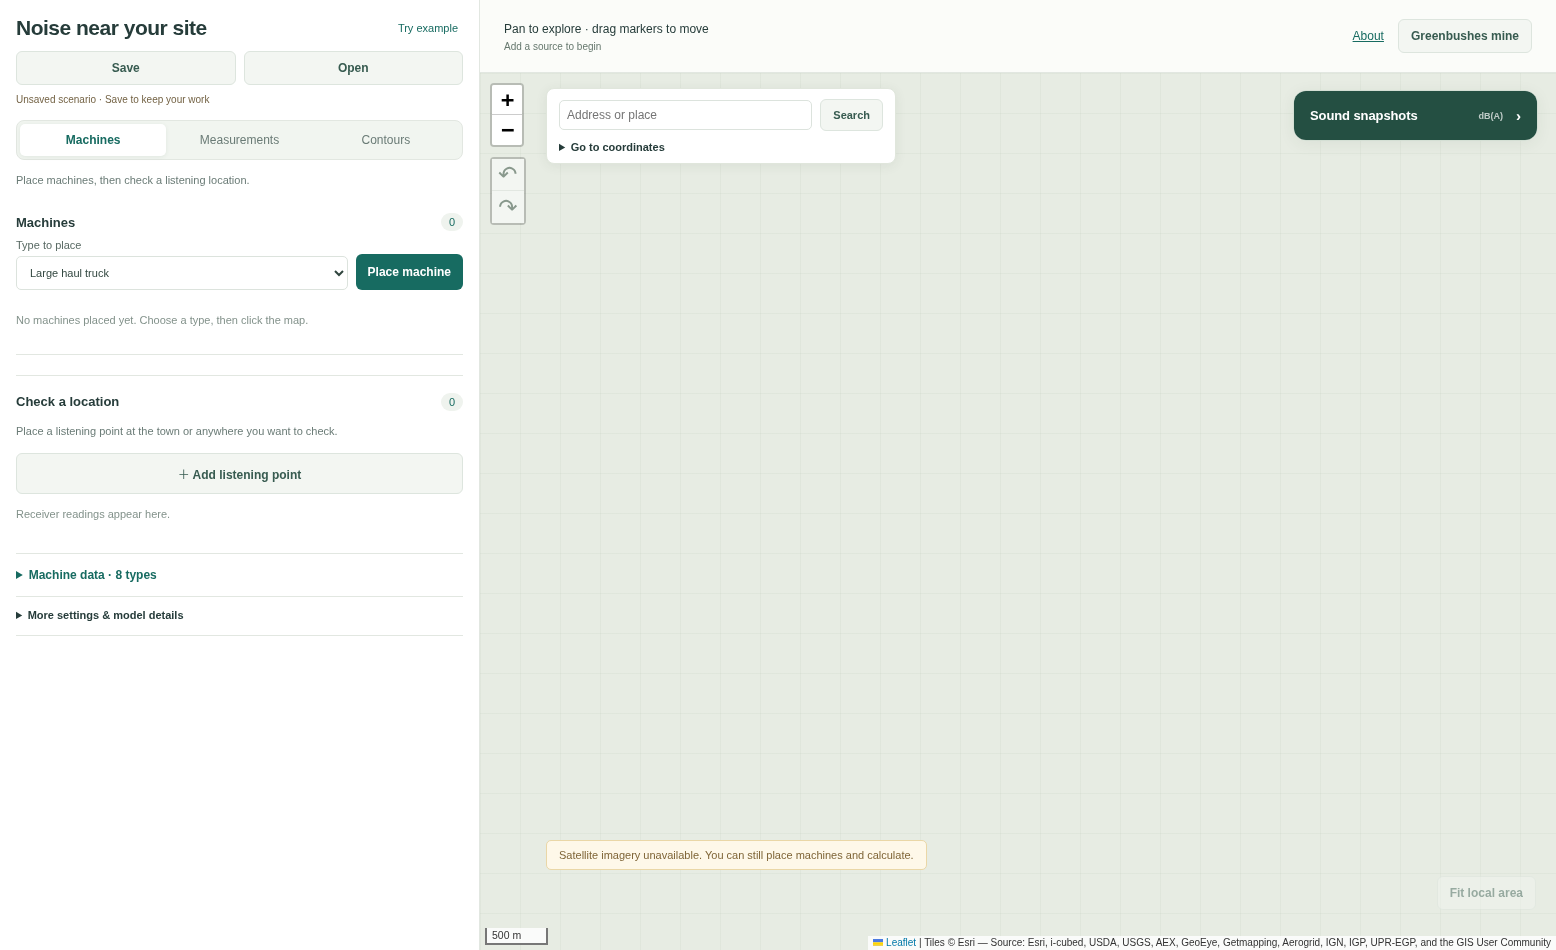 Noise near your site
Try example
Save
Open
Unsaved scenario · Save to keep your work
Machines
Measurements
Contours
Place machines, then check a listening location.
Machines
0
Type to place
Large haul truck
Place machine
No machines placed yet. Choose a type, then click the map.
Check a location
0
Place a listening point at the town or anywhere you want to check.
+ Add listening point
Receiver readings appear here.
Machine data · 8 types
More settings & model details
Pan to explore · drag markers to move
Add a source to begin
About
Greenbushes mine
+
−
Address or place
Search
Go to coordinates
Sound snapshots
dB(A)
›
Satellite imagery unavailable. You can still place machines and calculate.
Fit local area
500 m
Leaflet | Tiles © Esri — Source: Esri, i-cubed, USDA, USGS, AEX, GeoEye, Getmapping, Aerogrid, IGN, IGP, UPR-EGP, and the GIS User Community